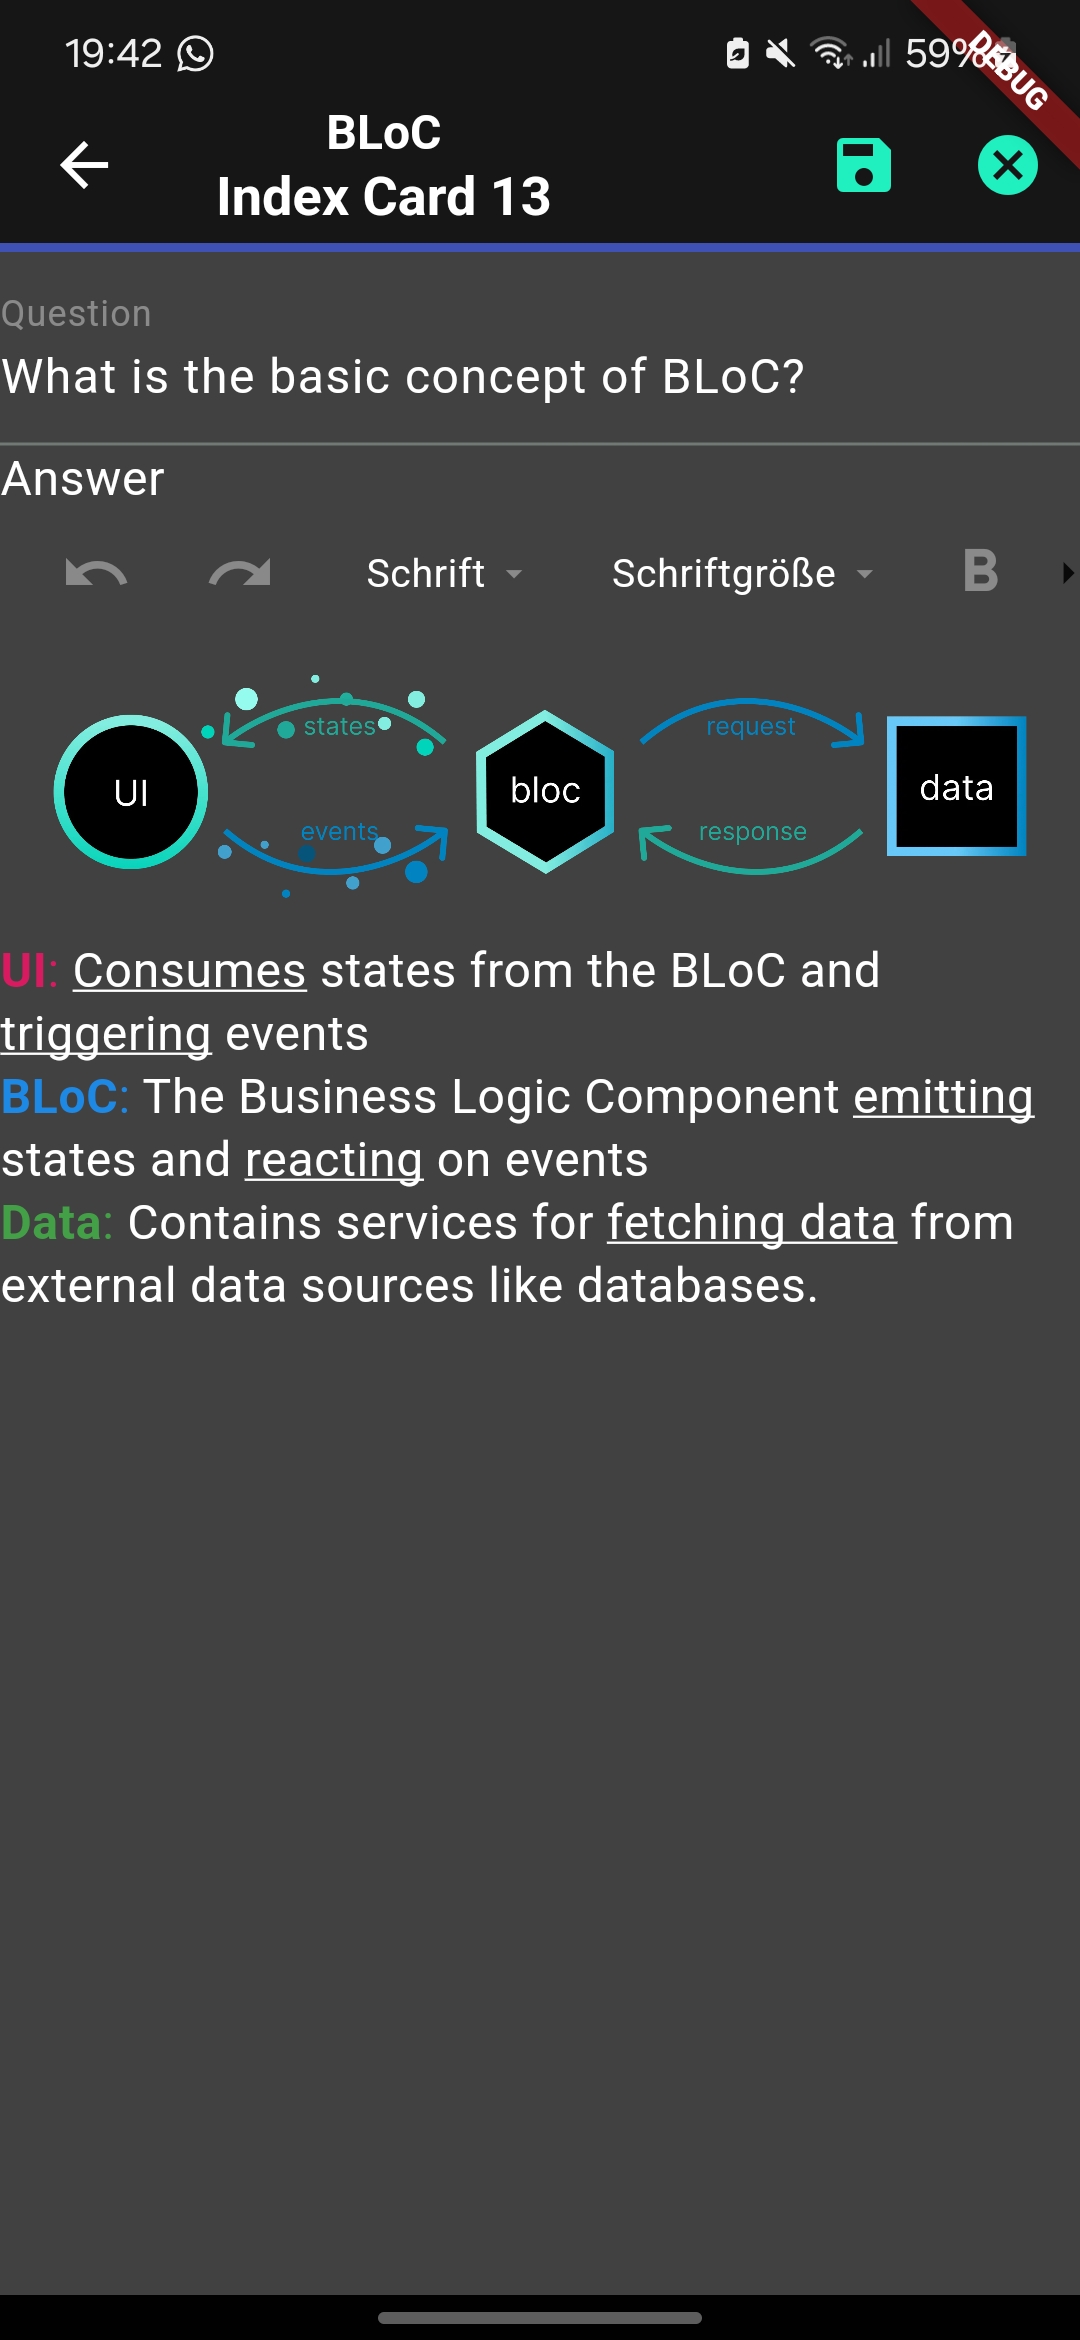 19:42
59%
DEBUG
BLoC
Index Card 13
Question
What is the basic concept of BLoC?
Answer
Schrift
Schriftgröße
B
states
request
UI
bloc
data
events
response
UI: Consumes states from the BLoC and
triggering events
BLoC: The Business Logic Component emitting
states and reacting on events
Data: Contains services for fetching data from
external data sources like databases.